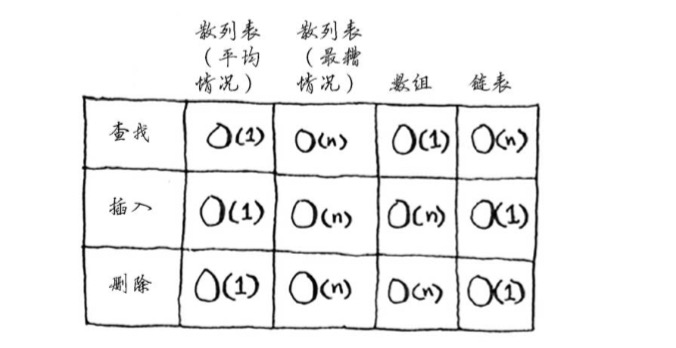 散列表 散列表
（平均 （最糟
情况） 情况） 数组 链表
查找 O(1) O(n) O(1) O(n)
插入 O(1) O(n) O(n) O(1)
删除 O(1) O(n) O(n) O(1)